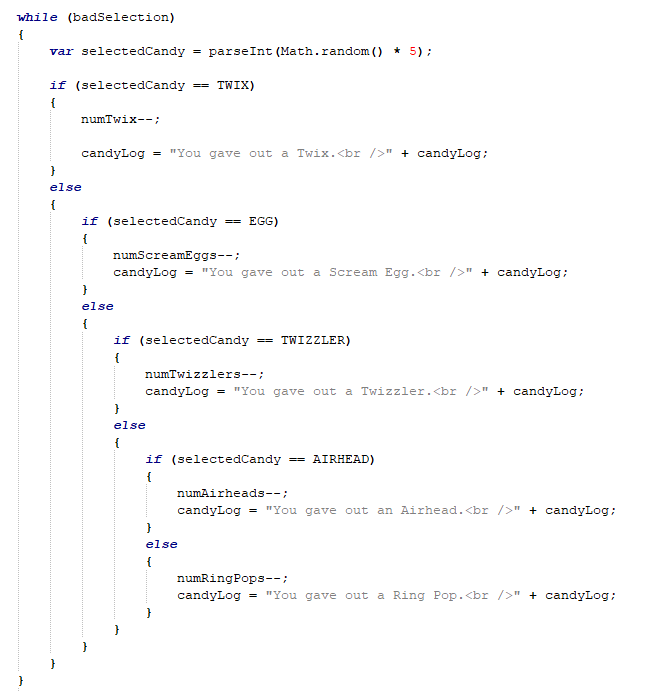 while (badSelection)
{
    var selectedCandy = parseInt(Math.random() * 5);

    if (selectedCandy == TWIX)
    {
        numTwix--;

        candyLog = "You gave out a Twix.<br />" + candyLog;
    }
    else
    {
        if (selectedCandy == EGG)
        {
            numScreamEggs--;
            candyLog = "You gave out a Scream Egg.<br />" + candyLog;
        }
        else
        {
            if (selectedCandy == TWIZZLER)
            {
                numTwizzlers--;
                candyLog = "You gave out a Twizzler.<br />" + candyLog;
            }
            else
            {
                if (selectedCandy == AIRHEAD)
                {
                    numAirheads--;
                    candyLog = "You gave out an Airhead.<br />" + candyLog;
                }
                else
                {
                    numRingPops--;
                    candyLog = "You gave out a Ring Pop.<br />" + candyLog;
                }
            }
        }
    }
}